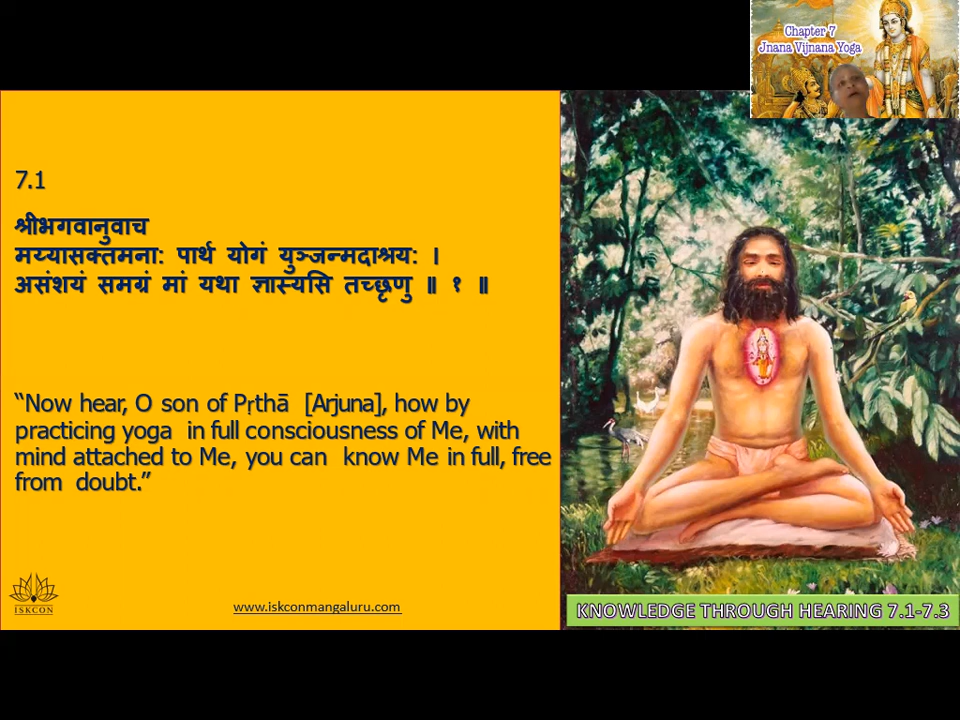 Chapter 7
Jnana Vijnana Yoga
7.1
श्रीभगवानुवाच
मय्यासक्तमनाः पार्थ योगं युञ्जन्मदाश्रयः ।
असंशयं समग्रं मां यथा ज्ञास्यसि तच्छृणु ॥ १ ॥
“Now hear, O son of Pṛthā [Arjuna], how by
practicing yoga in full consciousness of Me, with
mind attached to Me, you can know Me in full, free
from doubt.”
ISKCON
www.iskconmangaluru.com
KNOWLEDGE THROUGH HEARING 7.1-7.3